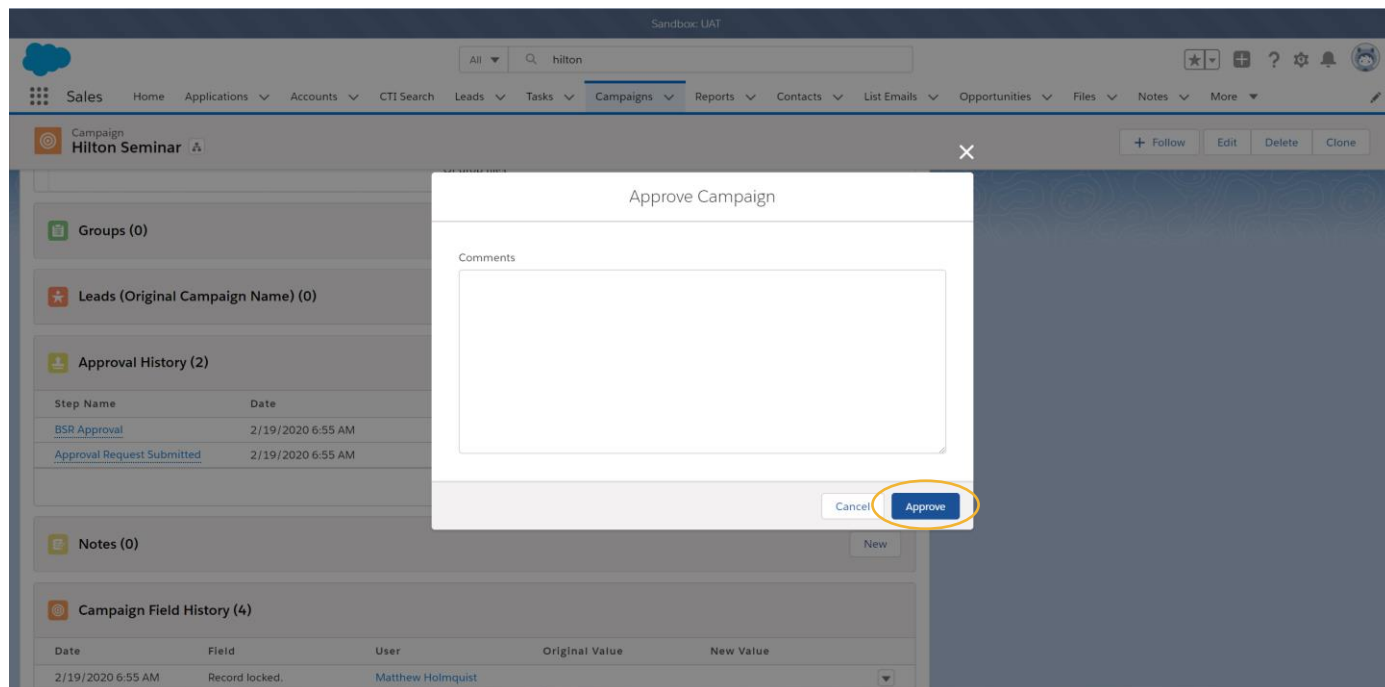 Sandbox: UAT
All hilton
Sales Home Applications Accounts CTI Search Leads Tasks Campaigns Reports Contacts List Emails Opportunities Files Notes More
Campaign
Hilton Seminar
+ Follow Edit Delete Clone
Approve Campaign
Groups (0)
Comments
Leads (Original Campaign Name) (0)
Approval History (2)
Step Name Date
BSR Approval 2/19/2020 6:55 AM
Approval Request Submitted 2/19/2020 6:55 AM
Cancel Approve
Notes (0) New
Campaign Field History (4)
Date Field User Original Value New Value
2/19/2020 6:55 AM Record locked. Matthew Holmquist